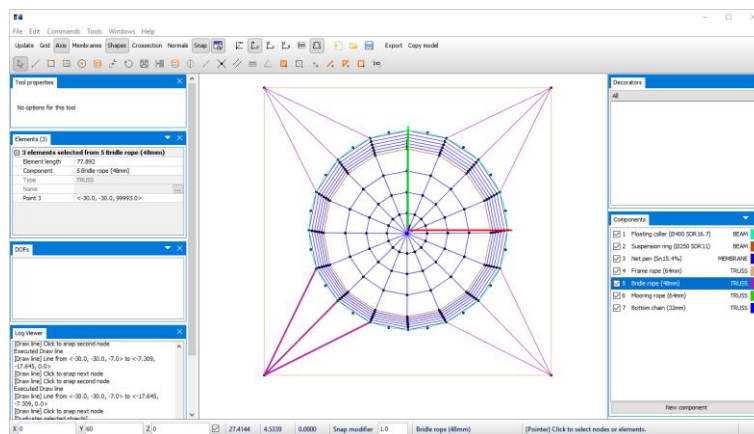 File Edit Commands Tools Windows Help
Update Grid Axis Membranes Shapes Crossection Normals Snap Export Copy model
Tool properties
No options for this tool
Elements (3)
3 elements selected from 5 Bridle rope (48mm)
Element length 77.892
Component 5 Bridle rope (48mm)
Type TRUSS
Name ...
Point 3 <-30.0, -30.0, 99993.0>
DOFs
Log Viewer
[Draw line] Click to snap second node
Executed Draw line
[Draw line] Line from <-30.0, -30.0, -7.0> to <-7.309,
-17.645, 0.0>
[Draw line] Click to snap next node
[Draw line] Click to snap second node
Executed Draw line
[Draw line] Line from <-30.0, -30.0, -7.0> to <-17.645,
-7.309, 0.0>
[Draw line] Click to snap next node
[Duplicates selected objects]
Decorators
All
Components
1 Floating collar (Ø400 SDR16.7) BEAM
2 Suspension ring (Ø250 SDR11) BEAM
3 Net pen (Sn15.4%) MEMBRANE
4 Frame rope (64mm) TRUSS
5 Bridle rope (48mm) TRUSS
6 Mooring rope (64mm) TRUSS
7 Bottom chain (32mm) TRUSS
New component
X 0 Y 60 Z 0 27.4144 4.5339 0.0000 Snap modifier 1.0 Bridle rope (48mm) [Pointer] Click to select nodes or elements.